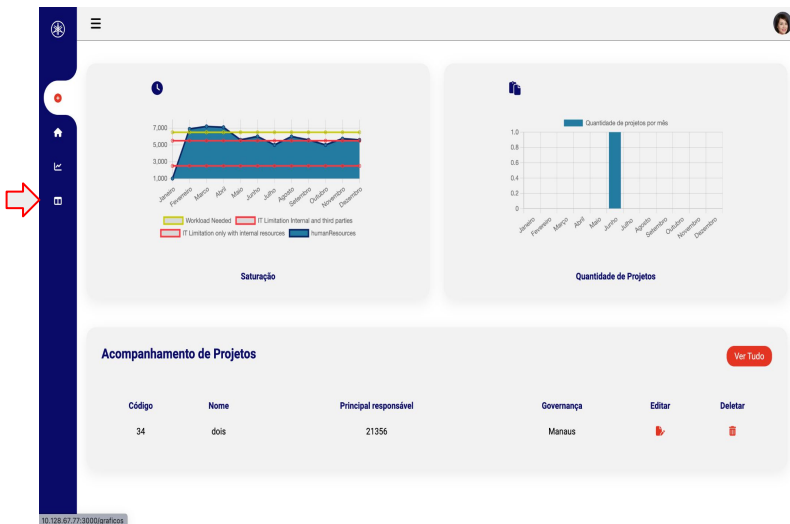 7,000
5,000
3,000
1,000
Janeiro Fevereiro Março Abril Maio Junho Julho Agosto Setembro Outubro Novembro Dezembro
Workload Needed IT Limitation Internal and third parties
IT Limitation only with internal resources humanResources
Saturação
Quantidade de projetos por mês
1.0
0.8
0.6
0.4
0.2
0
Janeiro Fevereiro Março Abril Maio Junho Julho Agosto Setembro Outubro Novembro Dezembro
Quantidade de Projetos
Acompanhamento de Projetos
Ver Tudo
Código Nome Principal responsável Governança Editar Deletar
34 dois 21356 Manaus
10.128.67.77:3000/graficos